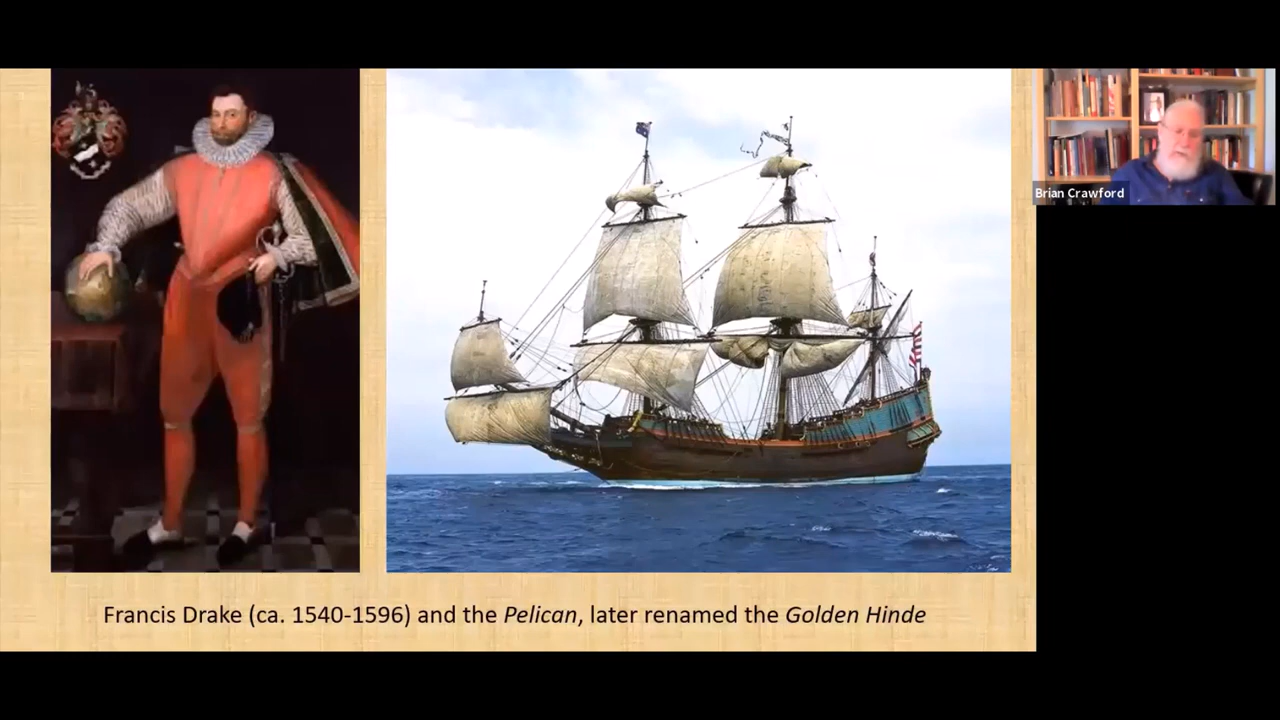 Brian Crawford
Francis Drake (ca. 1540-1596) and the Pelican, later renamed the Golden Hinde